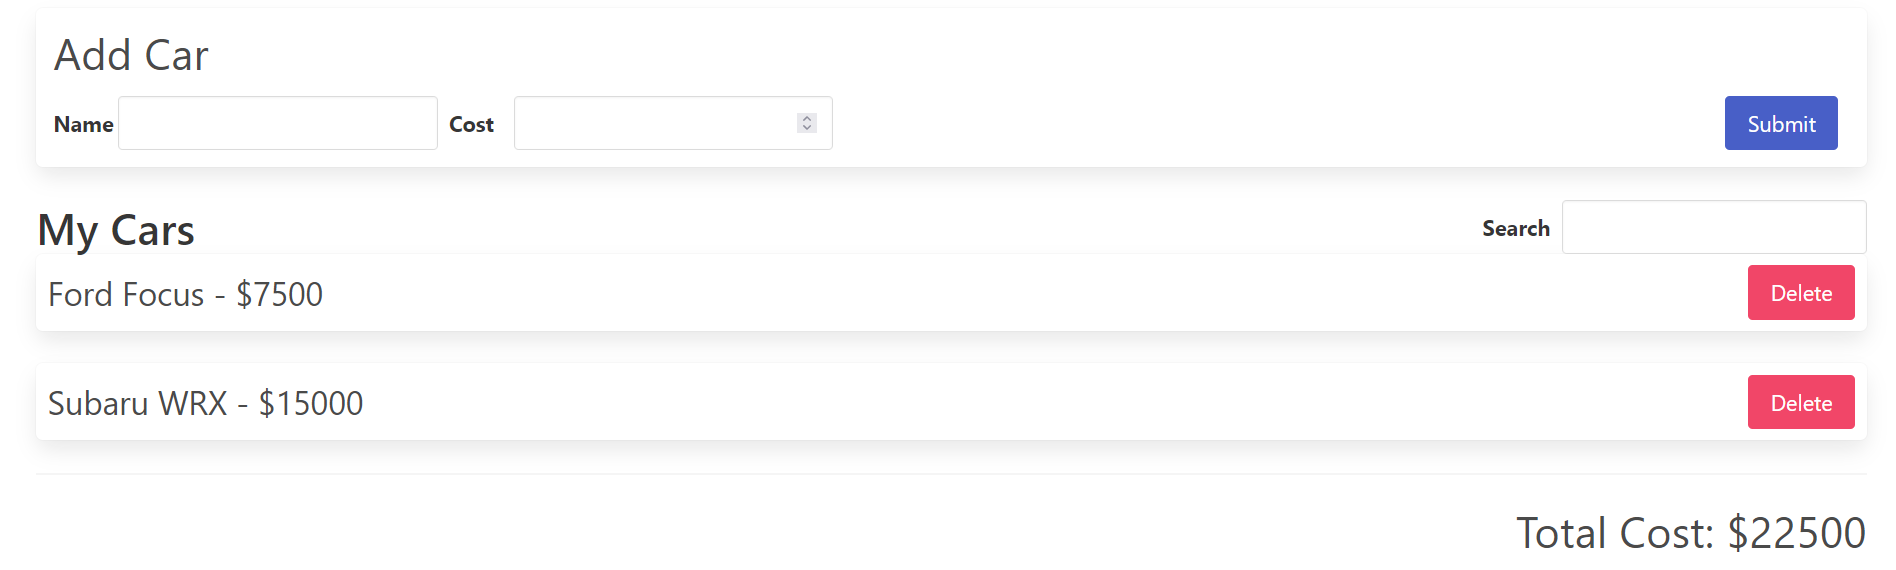 Add Car
Name Cost Submit
My Cars Search
Ford Focus - $7500 Delete
Subaru WRX - $15000 Delete
Total Cost: $22500